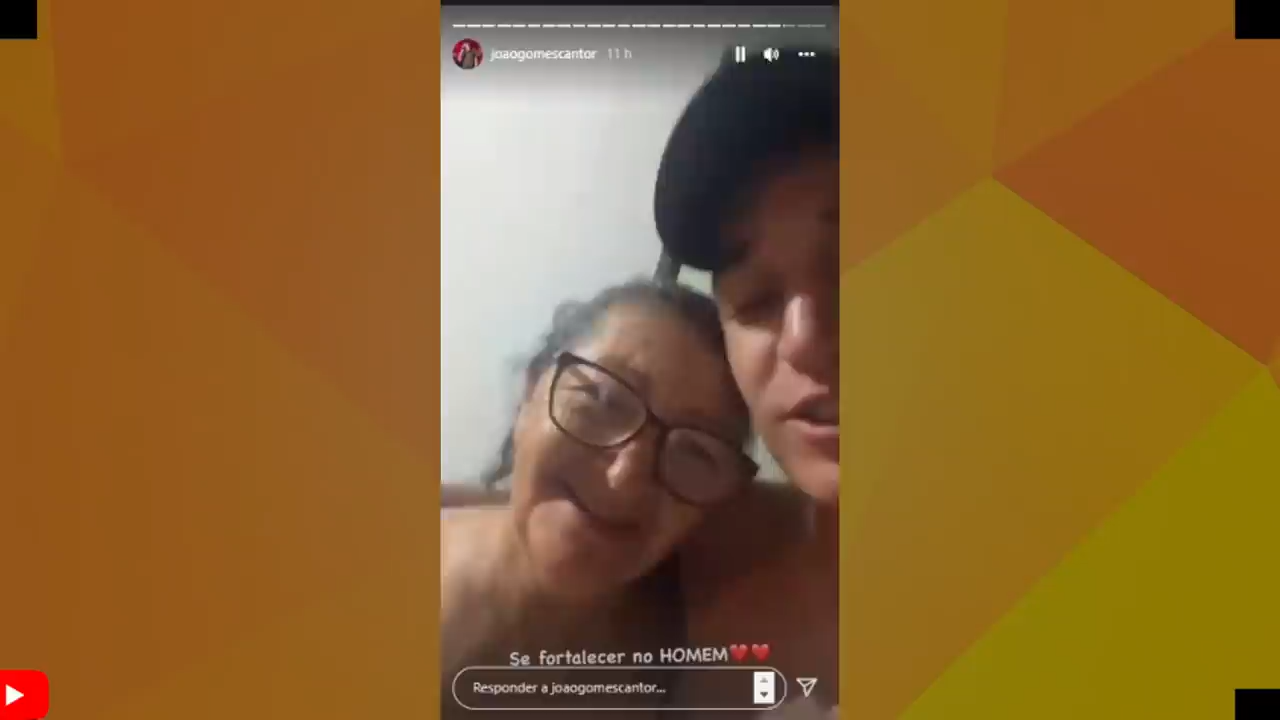 joaogomescantor 11 h
Se fortalecer no HOMEM❤️❤️
Responder a joaogomescantor...